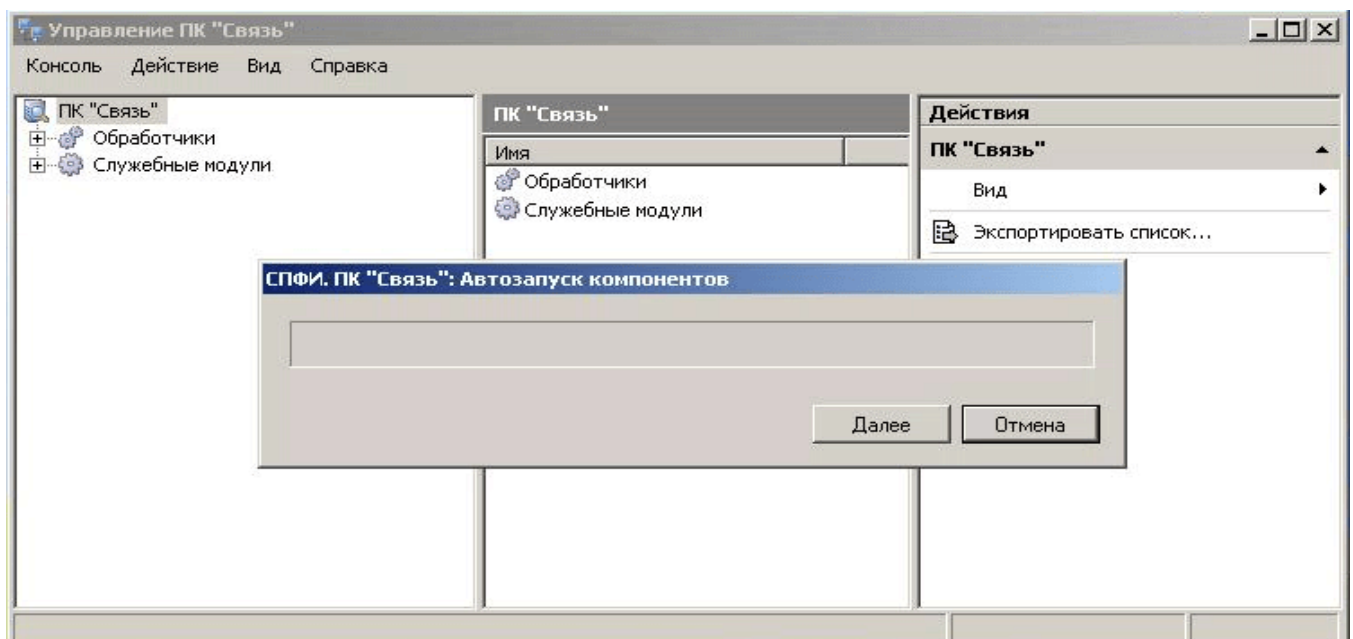 Управление ПК "Связь"
Консоль Действие Вид Справка
ПК "Связь"
Обработчики
Служебные модули
ПК "Связь"
Имя
Обработчики
Служебные модули
Действия
ПК "Связь"
Вид
Экспортировать список...
СПФИ. ПК "Связь": Автозапуск компонентов
Далее
Отмена